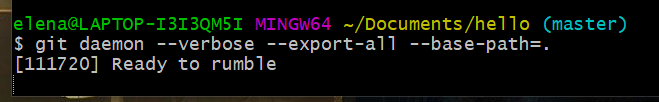 elena@LAPTOP-I3I3QM5I MINGW64 ~/Documents/hello (master)
$ git daemon --verbose --export-all --base-path=.
[111720] Ready to rumble